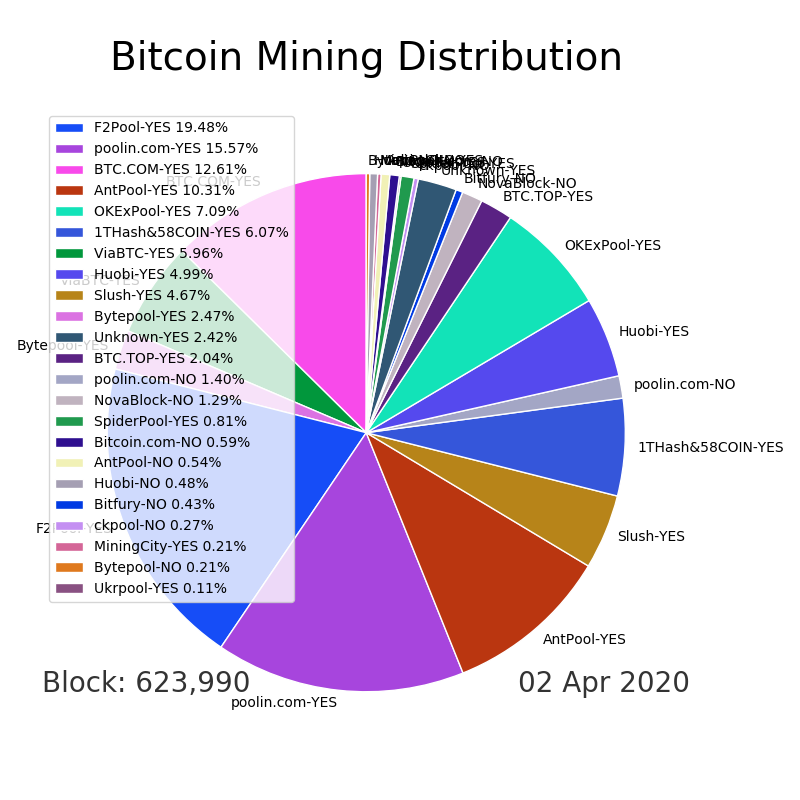 Bitcoin Mining Distribution
F2Pool-YES 19.48%
poolin.com-YES 15.57%
BTC.COM-YES 12.61%
AntPool-YES 10.31%
OKExPool-YES 7.09%
1THash&58COIN-YES 6.07%
ViaBTC-YES 5.96%
Huobi-YES 4.99%
Slush-YES 4.67%
Bytepool-YES 2.47%
Unknown-YES 2.42%
BTC.TOP-YES 2.04%
poolin.com-NO 1.40%
NovaBlock-NO 1.29%
SpiderPool-YES 0.81%
Bitcoin.com-NO 0.59%
AntPool-NO 0.54%
Huobi-NO 0.48%
Bitfury-NO 0.43%
ckpool-NO 0.27%
MiningCity-YES 0.21%
Bytepool-NO 0.21%
Ukrpool-YES 0.11%
BTC.COM-YES
ViaBTC-YES
Bytepool-YES
F2Pool-YES
poolin.com-YES
AntPool-YES
Slush-YES
1THash&58COIN-YES
poolin.com-NO
Huobi-YES
OKExPool-YES
BTC.TOP-YES
NovaBlock-NO
Bitfury-NO
Unknown-YES
Block: 623,990
02 Apr 2020